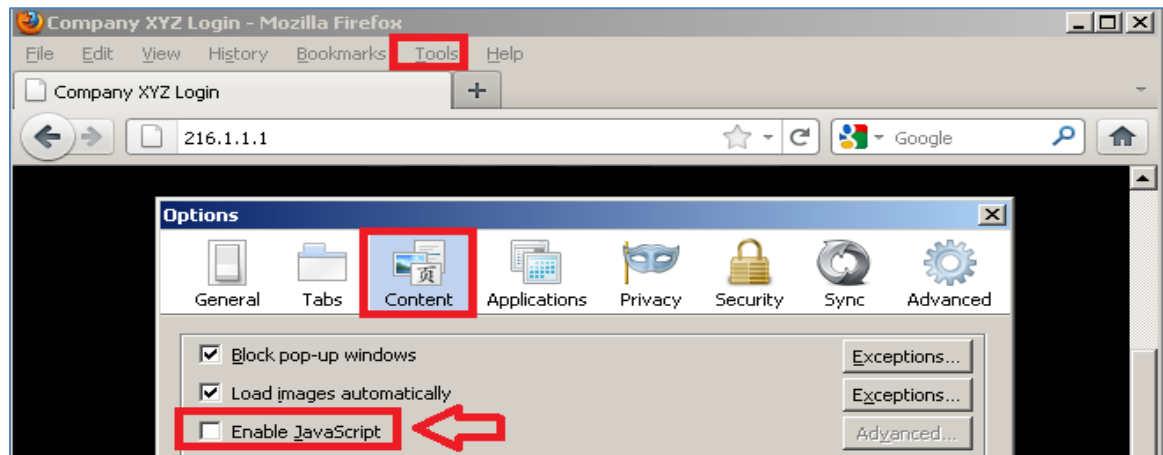 Company XYZ Login - Mozilla Firefox
File Edit View History Bookmarks Tools Help
Company XYZ Login +
216.1.1.1 Google
Options
页
General Tabs Content Applications Privacy Security Sync Advanced
Block pop-up windows Exceptions...
Load images automatically Exceptions...
Enable JavaScript Advanced...